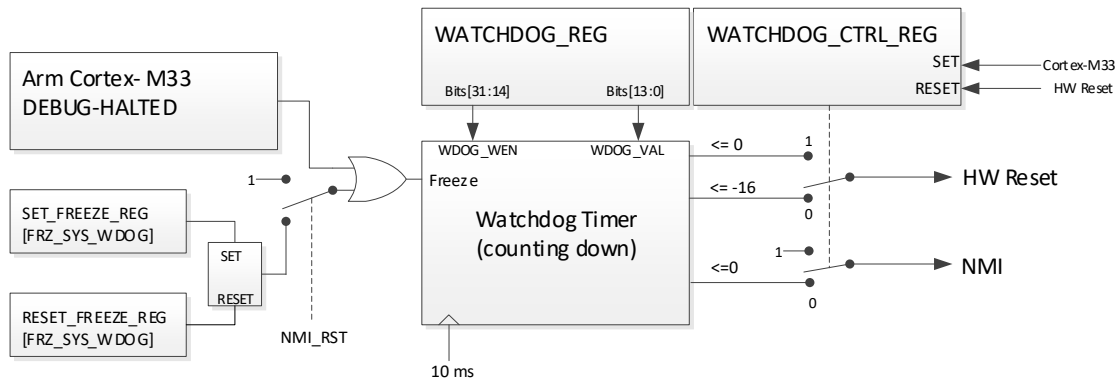 WATCHDOG_REG
WATCHDOG_CTRL_REG
SET
Cortex-M33
RESET
HW Reset
Arm Cortex- M33
DEBUG-HALTED
Bits[31:14]
Bits[13:0]
WDOG_WEN
WDOG_VAL
<= 0
1
1
Freeze
<= -16
HW Reset
0
SET_FREEZE_REG
[FRZ_SYS_WDOG]
Watchdog Timer
(counting down)
SET
RESET
1
<=0
NMI
0
RESET_FREEZE_REG
[FRZ_SYS_WDOG]
NMI_RST
10 ms